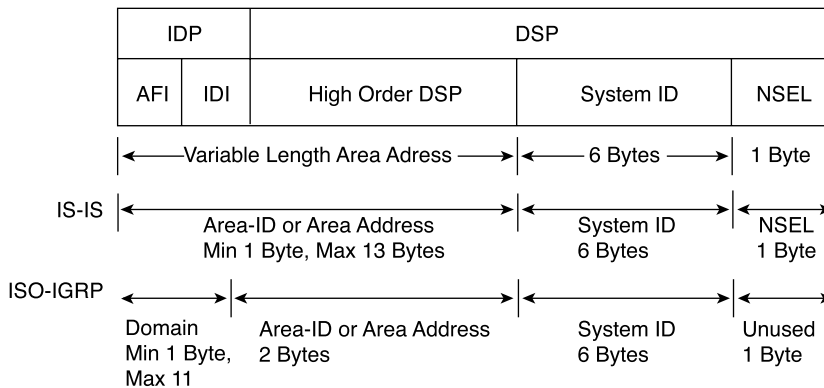 IDP DSP
AFI IDI High Order DSP System ID NSEL
Variable Length Area Adress 6 Bytes 1 Byte
IS-IS
Area-ID or Area Address System ID NSEL
Min 1 Byte, Max 13 Bytes 6 Bytes 1 Byte
ISO-IGRP
Domain Area-ID or Area Address System ID Unused
Min 1 Byte, 2 Bytes 6 Bytes 1 Byte
Max 11